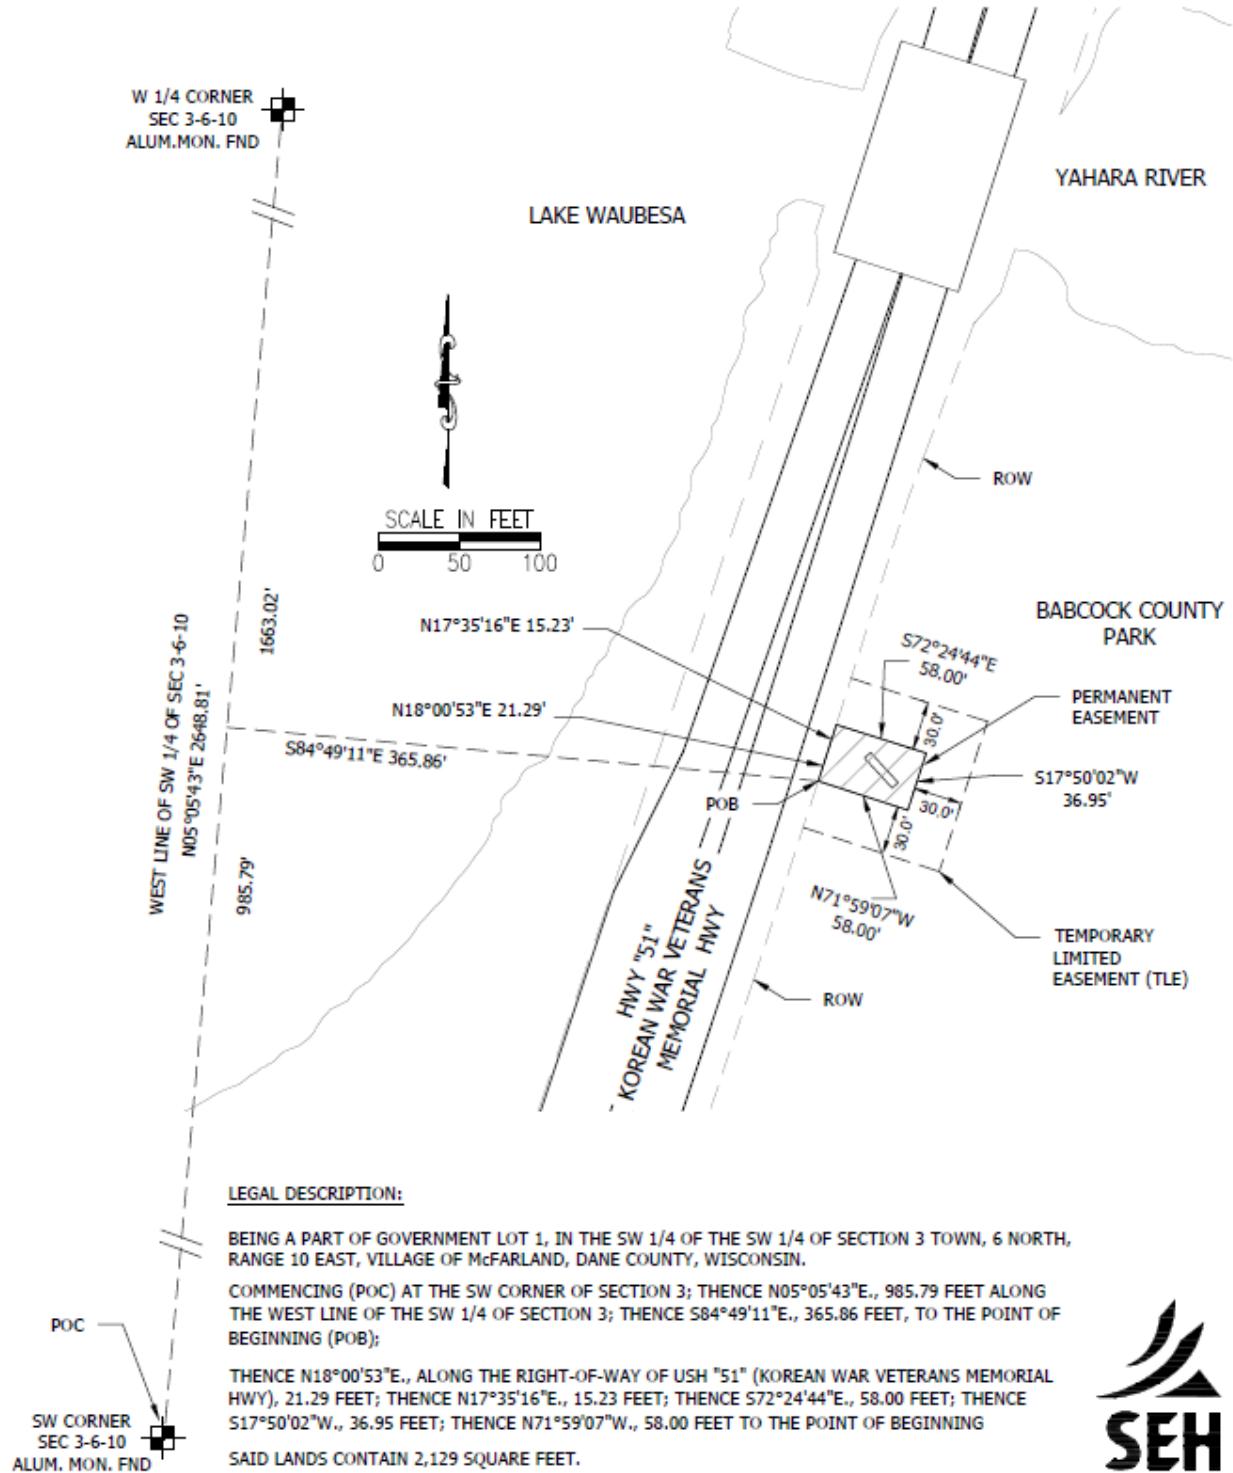 W 1/4 CORNER
SEC 3-6-10
ALUM.MON. FND
YAHARA RIVER
LAKE WAUBESA
ROW
SCALE IN FEET
0 50 100
BABCOCK COUNTY
PARK
N17°35'16"E 15.23'
S72°24'44"E
58.00'
PERMANENT
EASEMENT
N18°00'53"E 21.29'
30.0'
1663.02'
WEST LINE OF SW 1/4 OF SEC 3-6-10
N05°05'43"E 2648.81'
S84°49'11"E 365.86'
S17°50'02"W
36.95'
POB
30.0'
30.0'
985.79'
N71°59'07"W
58.00'
TEMPORARY
LIMITED
EASEMENT (TLE)
HWY "51"
KOREAN WAR VETERANS
MEMORIAL HWY
ROW
LEGAL DESCRIPTION:
BEING A PART OF GOVERNMENT LOT 1, IN THE SW 1/4 OF THE SW 1/4 OF SECTION 3 TOWN, 6 NORTH,
RANGE 10 EAST, VILLAGE OF McFARLAND, DANE COUNTY, WISCONSIN.
COMMENCING (POC) AT THE SW CORNER OF SECTION 3; THENCE N05°05'43"E., 985.79 FEET ALONG
THE WEST LINE OF THE SW 1/4 OF SECTION 3; THENCE S84°49'11"E., 365.86 FEET, TO THE POINT OF
BEGINNING (POB);
THENCE N18°00'53"E., ALONG THE RIGHT-OF-WAY OF USH "51" (KOREAN WAR VETERANS MEMORIAL
HWY), 21.29 FEET; THENCE N17°35'16"E., 15.23 FEET; THENCE S72°24'44"E., 58.00 FEET; THENCE
S17°50'02"W., 36.95 FEET; THENCE N71°59'07"W., 58.00 FEET TO THE POINT OF BEGINNING
SAID LANDS CONTAIN 2,129 SQUARE FEET.
POC
SW CORNER
SEC 3-6-10
ALUM. MON. FND
SEH